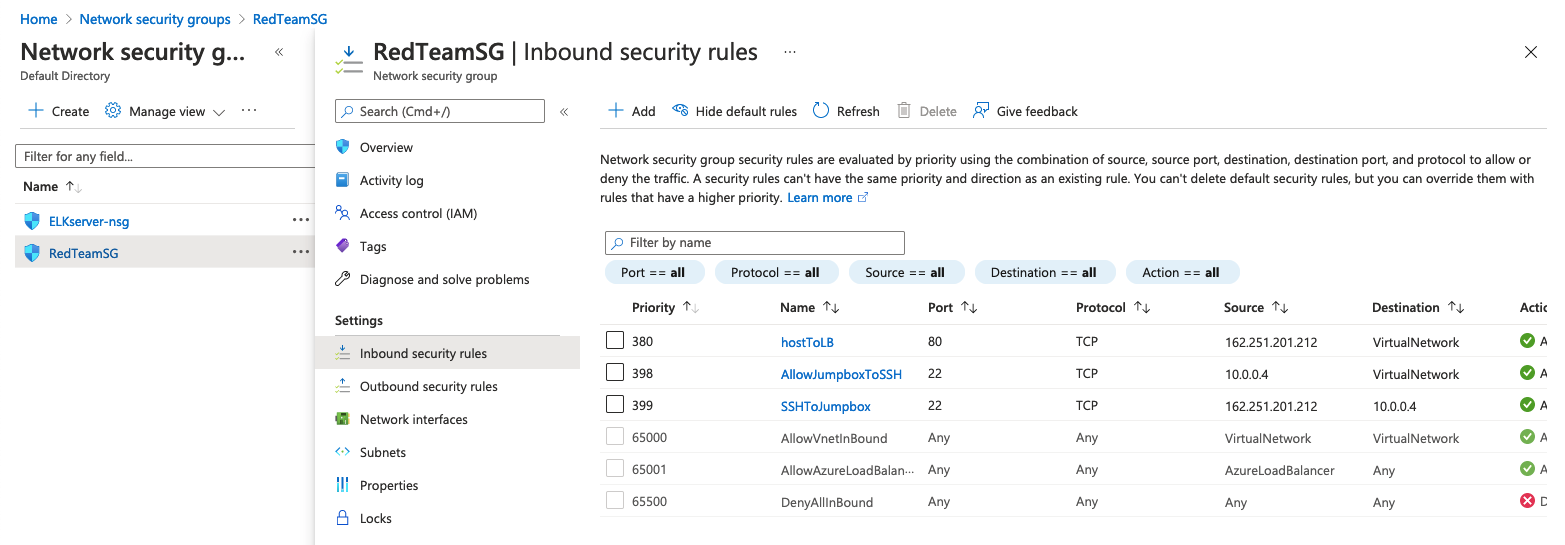 Home > Network security groups > RedTeamSG
Network security g... «
Default Directory
+ Create Manage view ···
Filter for any field...
Name ↑↓
ELKserver-nsg ···
RedTeamSG ···
RedTeamSG | Inbound security rules ···
Network security group
Search (Cmd+/) «
Overview
Activity log
Access control (IAM)
Tags
Diagnose and solve problems
Settings
Inbound security rules
Outbound security rules
Network interfaces
Subnets
Properties
Locks
+ Add Hide default rules Refresh Delete Give feedback
Network security group security rules are evaluated by priority using the combination of source, source port, destination, destination port, and protocol to allow or
deny the traffic. A security rules can't have the same priority and direction as an existing rule. You can't delete default security rules, but you can override them with
rules that have a higher priority. Learn more
Filter by name
Port == all Protocol == all Source == all Destination == all Action == all
Priority ↑↓ Name ↑↓ Port ↑↓ Protocol ↑↓ Source ↑↓ Destination ↑↓ Actic
380 hostToLB 80 TCP 162.251.201.212 VirtualNetwork A
398 AllowJumpboxToSSH 22 TCP 10.0.0.4 VirtualNetwork A
399 SSHToJumpbox 22 TCP 162.251.201.212 10.0.0.4 A
65000 AllowVnetInBound Any Any VirtualNetwork VirtualNetwork A
65001 AllowAzureLoadBalan··· Any Any AzureLoadBalancer Any A
65500 DenyAllInBound Any Any Any Any D